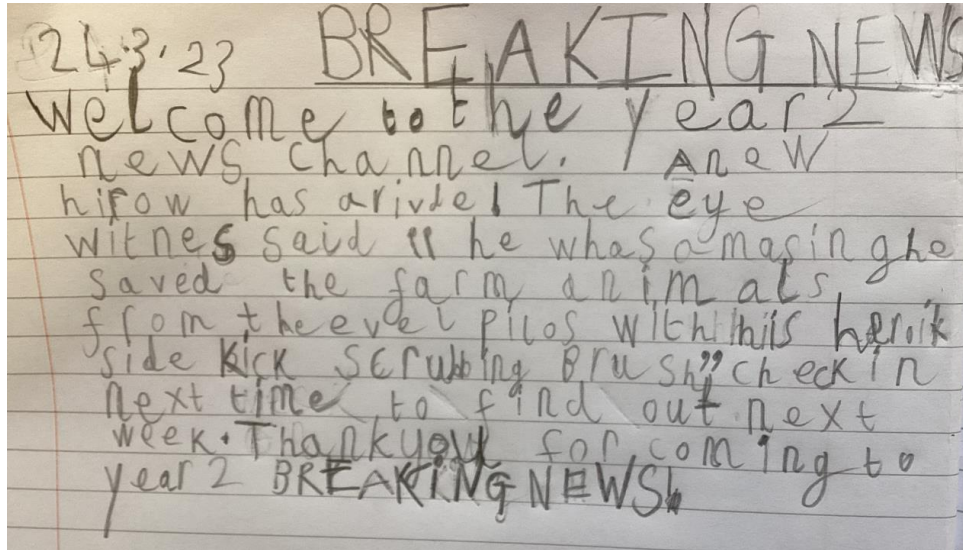 24.3.23 BREAKING NEWS
welcome to the year 2
news channel. A new
hirow has arivde! The eye
witnes said " he whas amasing he
saved the farm animals
from the evel pilos with his heroik
side kick scrubbing Brush" check in
next time to find out next
week. Thankyou for coming to
year 2 BREAKING NEWS!